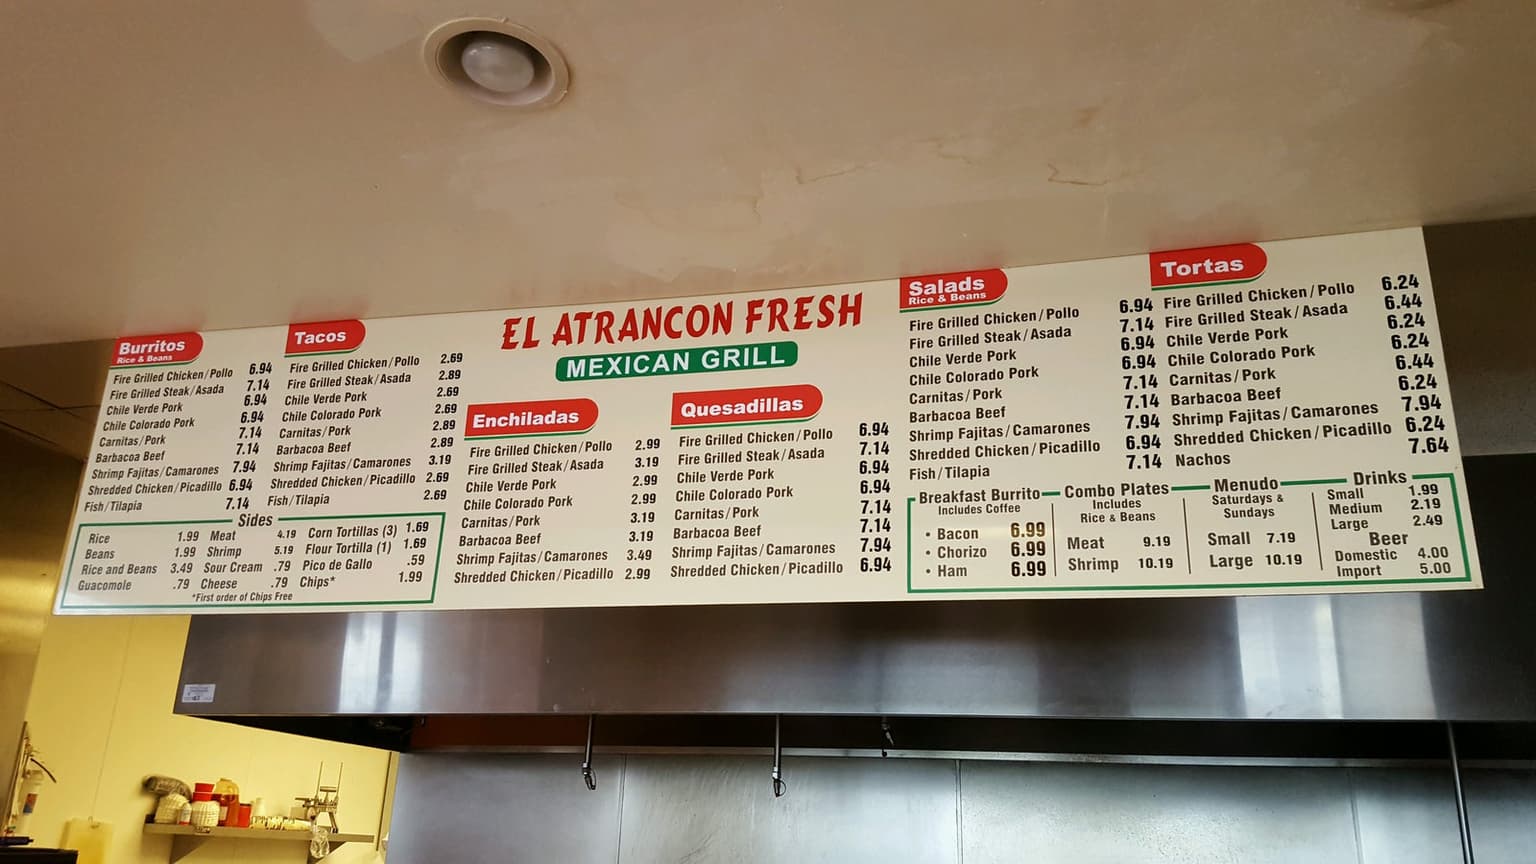 EL ATRANCON FRESH
MEXICAN GRILL
Burritos
Rice & Beans
Fire Grilled Chicken/Pollo 6.94
Fire Grilled Steak/Asada 7.14
Chile Verde Pork 6.94
Chile Colorado Pork 6.94
Carnitas/Pork 7.14
Barbacoa Beef 7.14
Shrimp Fajitas/Camarones 7.94
Shredded Chicken/Picadillo 6.94
Fish/Tilapia 7.14
Tacos
Fire Grilled Chicken/Pollo 2.69
Fire Grilled Steak/Asada 2.89
Chile Verde Pork 2.69
Chile Colorado Pork 2.69
Carnitas/Pork 2.89
Barbacoa Beef 2.89
Shrimp Fajitas/Camarones 3.19
Shredded Chicken/Picadillo 2.69
Fish/Tilapia 2.69
Sides
Rice 1.99
Beans 1.99
Rice and Beans 3.49
Guacomole .79
Meat 4.19
Shrimp 5.19
Sour Cream .79
Cheese .79
Corn Tortillas (3) 1.69
Flour Tortilla (1) 1.69
Pico de Gallo .59
Chips* 1.99
*First order of Chips Free
Enchiladas
Fire Grilled Chicken/Pollo 2.99
Fire Grilled Steak/Asada 3.19
Chile Verde Pork 2.99
Chile Colorado Pork 2.99
Carnitas/Pork 3.19
Barbacoa Beef 3.19
Shrimp Fajitas/Camarones 3.49
Shredded Chicken/Picadillo 2.99
Quesadillas
Fire Grilled Chicken/Pollo 6.94
Fire Grilled Steak/Asada 7.14
Chile Verde Pork 6.94
Chile Colorado Pork 6.94
Carnitas/Pork 7.14
Barbacoa Beef 7.14
Shrimp Fajitas/Camarones 7.94
Shredded Chicken/Picadillo 6.94
Salads
Rice & Beans
Fire Grilled Chicken/Pollo 6.94
Fire Grilled Steak/Asada 7.14
Chile Verde Pork 6.94
Chile Colorado Pork 6.94
Carnitas/Pork 7.14
Barbacoa Beef 7.14
Shrimp Fajitas/Camarones 7.94
Shredded Chicken/Picadillo 6.94
Fish/Tilapia 7.14
Tortas
Fire Grilled Chicken/Pollo 6.24
Fire Grilled Steak/Asada 6.44
Chile Verde Pork 6.24
Chile Colorado Pork 6.24
Carnitas/Pork 6.44
Barbacoa Beef 6.24
Shrimp Fajitas/Camarones 7.94
Shredded Chicken/Picadillo 6.24
Nachos 7.64
Breakfast Burrito
Includes Coffee
• Bacon 6.99
• Chorizo 6.99
• Ham 6.99
Combo Plates
Includes
Rice & Beans
Meat 9.19
Shrimp 10.19
Menudo
Saturdays &
Sundays
Small 7.19
Large 10.19
Drinks
Small 1.99
Medium 2.19
Large 2.49
Beer
Domestic 4.00
Import 5.00